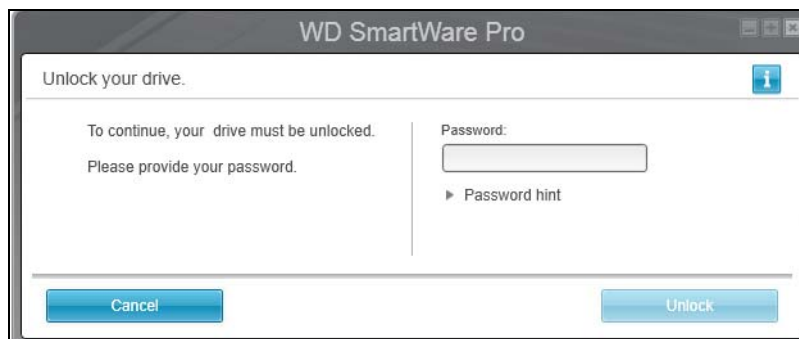 WD SmartWare Pro
Unlock your drive.
i
To continue, your drive must be unlocked.
Please provide your password.
Password:
Password hint
Cancel
Unlock